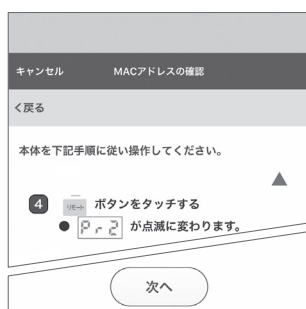 キャンセル MACアドレスの確認
く戻る
本体を下記手順に従い操作してください。
4 リモート ボタンをタッチする
● Pr2 が点滅に変わります。
次へ